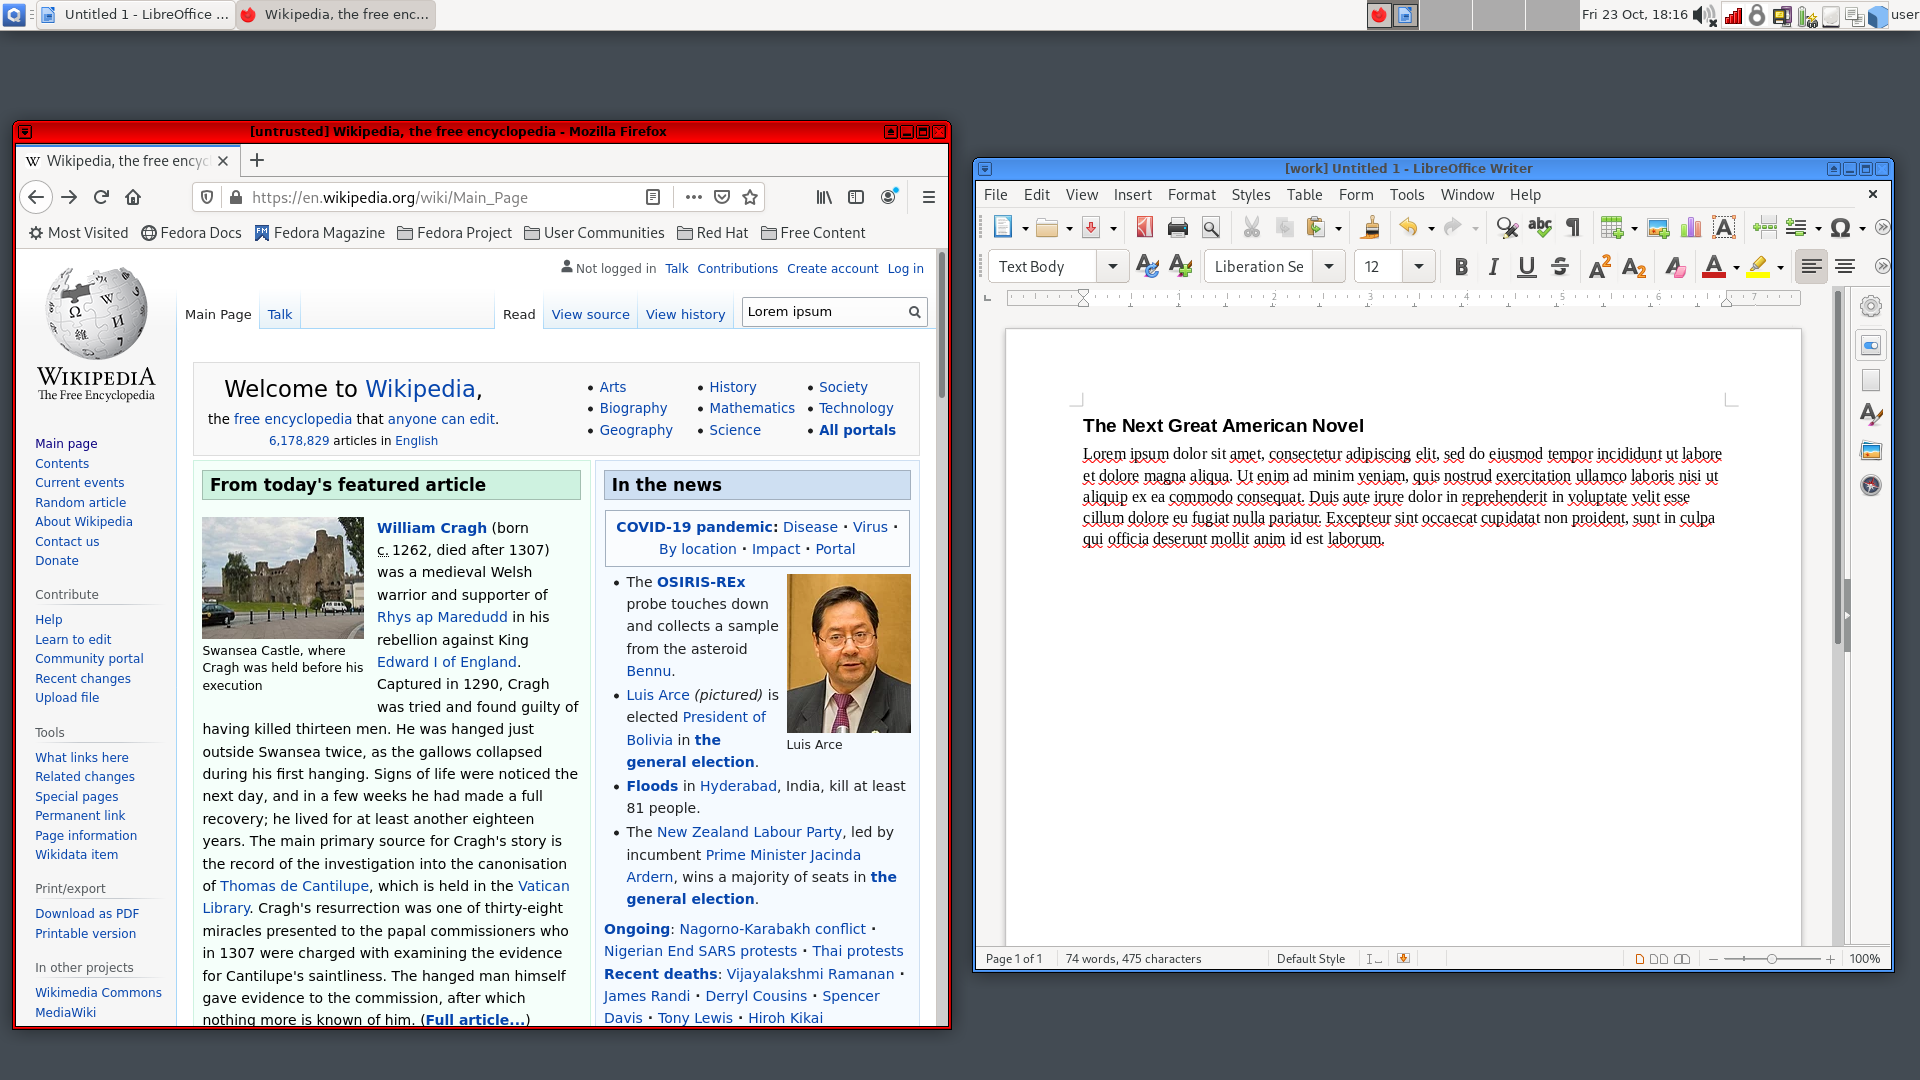 Untitled 1 - LibreOffice ...
Wikipedia, the free enc...
Fri 23 Oct, 18:16
user
[untrusted] Wikipedia, the free encyclopedia - Mozilla Firefox
Wikipedia, the free encyc
https://en.wikipedia.org/wiki/Main_Page
Most Visited
Fedora Docs
Fedora Magazine
Fedora Project
User Communities
Red Hat
Free Content
WIKIPEDIA
The Free Encyclopedia
Main page
Contents
Current events
Random article
About Wikipedia
Contact us
Donate
Contribute
Help
Learn to edit
Community portal
Recent changes
Upload file
Tools
What links here
Related changes
Special pages
Permanent link
Page information
Wikidata item
Print/export
Download as PDF
Printable version
In other projects
Wikimedia Commons
MediaWiki
Not logged in Talk Contributions Create account Log in
Main Page Talk Read View source View history Lorem ipsum
Welcome to Wikipedia,
the free encyclopedia that anyone can edit.
6,178,829 articles in English
• Arts
• Biography
• Geography
• History
• Mathematics
• Science
• Society
• Technology
• All portals
From today's featured article
Swansea Castle, where
Cragh was held before his
execution
William Cragh (born
c. 1262, died after 1307)
was a medieval Welsh
warrior and supporter of
Rhys ap Maredudd in his
rebellion against King
Edward I of England.
Captured in 1290, Cragh
was tried and found guilty of
having killed thirteen men. He was hanged just
outside Swansea twice, as the gallows collapsed
during his first hanging. Signs of life were noticed the
next day, and in a few weeks he had made a full
recovery; he lived for at least another eighteen
years. The main primary source for Cragh's story is
the record of the investigation into the canonisation
of Thomas de Cantilupe, which is held in the Vatican
Library. Cragh's resurrection was one of thirty-eight
miracles presented to the papal commissioners who
in 1307 were charged with examining the evidence
for Cantilupe's saintliness. The hanged man himself
gave evidence to the commission, after which
nothing more is known of him. (Full article...)
In the news
COVID-19 pandemic: Disease · Virus ·
By location · Impact · Portal
• The OSIRIS-REx
probe touches down
and collects a sample
from the asteroid
Bennu.
• Luis Arce (pictured) is
elected President of
Bolivia in the
general election.
Luis Arce
• Floods in Hyderabad, India, kill at least
81 people.
• The New Zealand Labour Party, led by
incumbent Prime Minister Jacinda
Ardern, wins a majority of seats in the
general election.
Ongoing: Nagorno-Karabakh conflict ·
Nigerian End SARS protests · Thai protests
Recent deaths: Vijayalakshmi Ramanan ·
James Randi · Derryl Cousins · Spencer
Davis · Tony Lewis · Hiroh Kikai
[work] Untitled 1 - LibreOffice Writer
File Edit View Insert Format Styles Table Form Tools Window Help
Text Body
Liberation Se
12
1 2 3 4 5 6 7
The Next Great American Novel
Lorem ipsum dolor sit amet, consectetur adipiscing elit, sed do eiusmod tempor incididunt ut labore
et dolore magna aliqua. Ut enim ad minim veniam, quis nostrud exercitation ullamco laboris nisi ut
aliquip ex ea commodo consequat. Duis aute irure dolor in reprehenderit in voluptate velit esse
cillum dolore eu fugiat nulla pariatur. Excepteur sint occaecat cupidatat non proident, sunt in culpa
qui officia deserunt mollit anim id est laborum.
Page 1 of 1
74 words, 475 characters
Default Style
100%